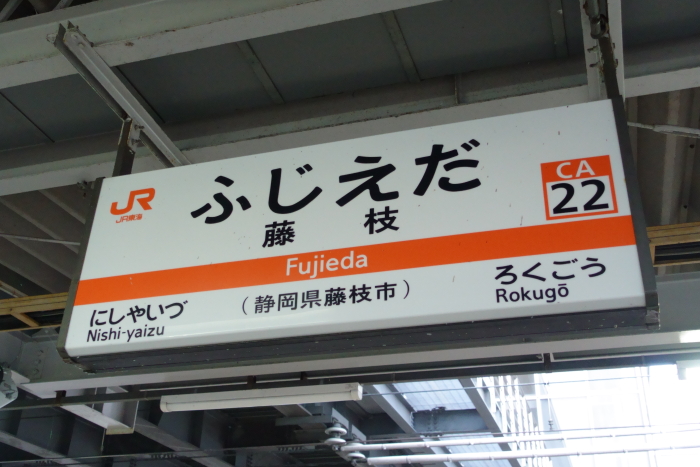 JR
JR東海
ふじえだ
藤枝
CA
22
Fujieda
にしやいづ
Nishi-yaizu
(静岡県藤枝市)
ろくごう
Rokugō